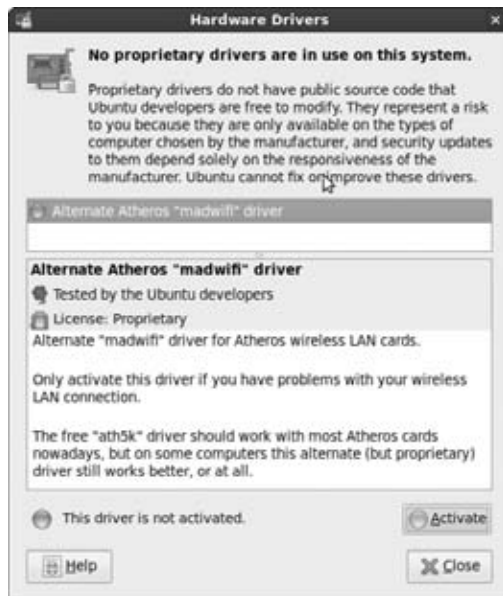 Hardware Drivers
No proprietary drivers are in use on this system.
Proprietary drivers do not have public source code that
Ubuntu developers are free to modify. They represent a risk
to you because they are only available on the types of
computer chosen by the manufacturer, and security updates
to them depend solely on the responsiveness of the
manufacturer. Ubuntu cannot fix or improve these drivers.
Alternate Atheros "madwifi" driver
Alternate Atheros "madwifi" driver
Tested by the Ubuntu developers
License: Proprietary
Alternate "madwifi" driver for Atheros wireless LAN cards.
Only activate this driver if you have problems with your wireless
LAN connection.
The free "ath5k" driver should work with most Atheros cards
nowadays, but on some computers this alternate (but proprietary)
driver still works better, or at all.
This driver is not activated.
Activate
Help
Close